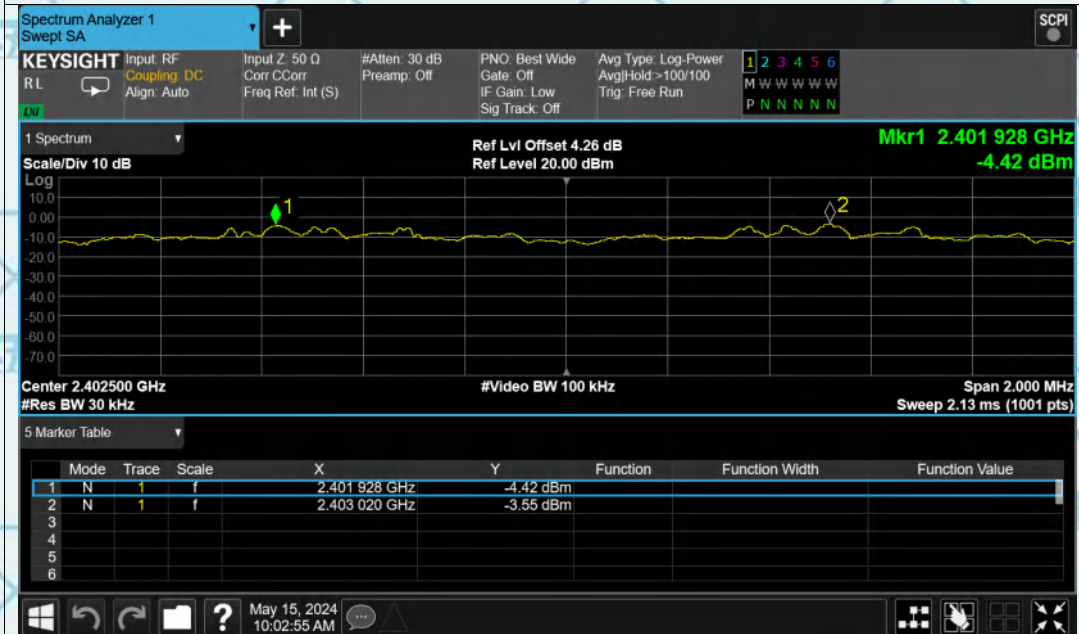 Spectrum Analyzer 1
Swept SA
+
SCPI
KEYSIGHT
RL
LXI
Input: RF
Coupling: DC
Align: Auto
Input Z: 50 Ω
Corr CCorr
Freq Ref: Int (S)
#Atten: 30 dB
Preamp: Off
PNO: Best Wide
Gate: Off
IF Gain: Low
Sig Track: Off
Avg Type: Log-Power
Avg|Hold:>100/100
Trig: Free Run
1 2 3 4 5 6
M W W W W W
P N N N N N
1 Spectrum
Scale/Div 10 dB
Ref Lvl Offset 4.26 dB
Ref Level 20.00 dBm
Mkr1 2.401 928 GHz
-4.42 dBm
Log
10.0
0.00
-10.0
-20.0
-30.0
-40.0
-50.0
-60.0
-70.0
1
2
Center 2.402500 GHz
#Video BW 100 kHz
Span 2.000 MHz
#Res BW 30 kHz
Sweep 2.13 ms (1001 pts)
5 Marker Table
Mode Trace Scale X Y Function Function Width Function Value
1 N 1 f 2.401 928 GHz -4.42 dBm
2 N 1 f 2.403 020 GHz -3.55 dBm
3
4
5
6
?
May 15, 2024
10:02:55 AM